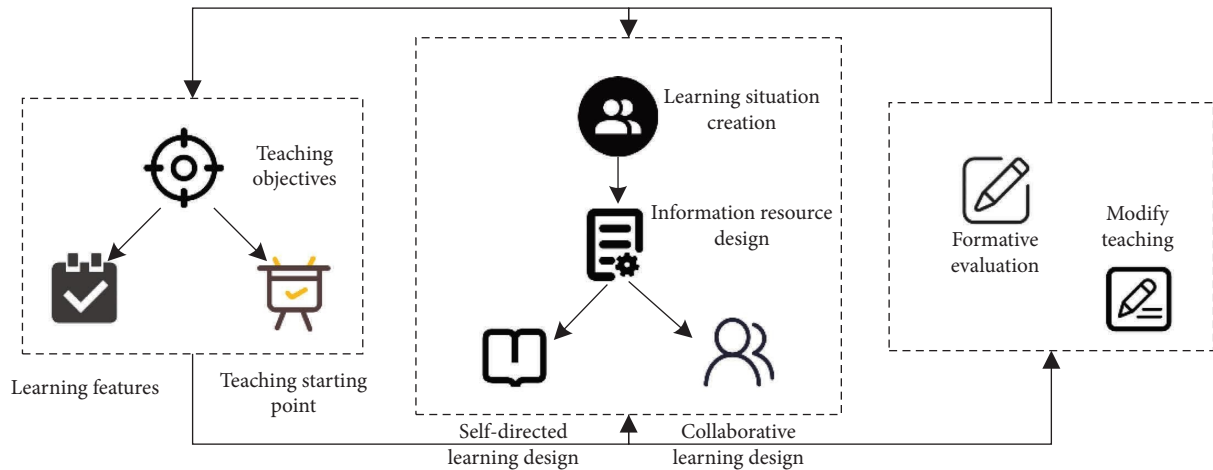 Teaching
objectives
Learning features
Teaching starting
point
Learning situation
creation
Information resource
design
Self-directed
learning design
Collaborative
learning design
Formative
evaluation
Modify
teaching